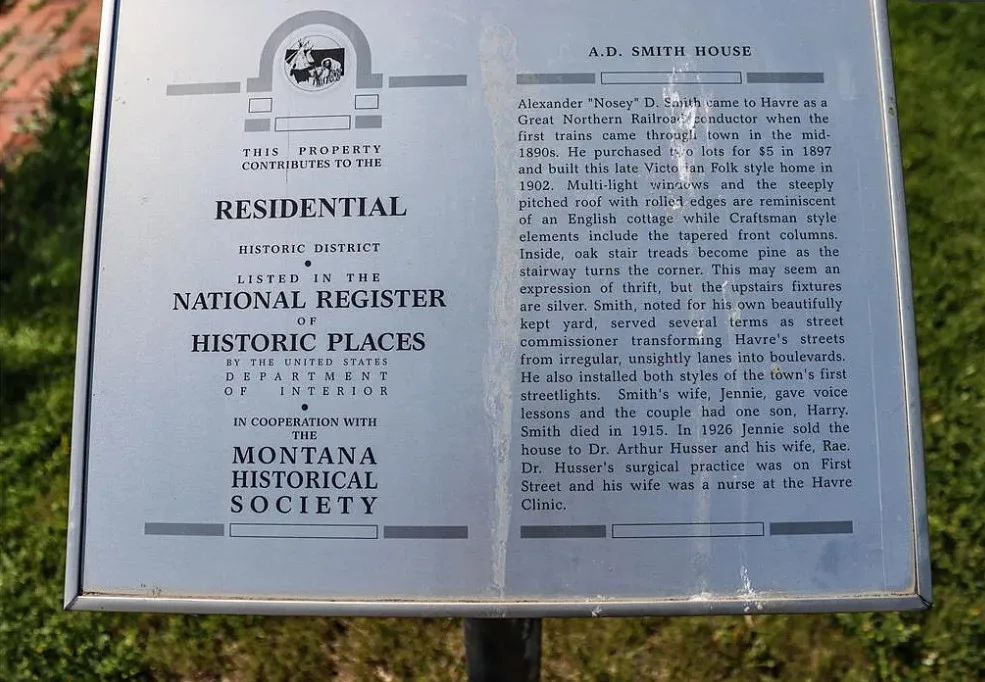 THIS PROPERTY
CONTRIBUTES TO THE
RESIDENTIAL
HISTORIC DISTRICT
LISTED IN THE
NATIONAL REGISTER
OF
HISTORIC PLACES
BY THE UNITED STATES
DEPARTMENT
OF INTERIOR
IN COOPERATION WITH
THE
MONTANA
HISTORICAL
SOCIETY
A.D. SMITH HOUSE
Alexander "Nosey" D. Smith came to Havre as a
Great Northern Railroad conductor when the
first trains came through town in the mid-
1890s. He purchased two lots for $5 in 1897
and built this late Victorian Folk style home in
1902. Multi-light windows and the steeply
pitched roof with rolled edges are reminiscent
of an English cottage while Craftsman style
elements include the tapered front columns.
Inside, oak stair treads become pine as the
stairway turns the corner. This may seem an
expression of thrift, but the upstairs fixtures
are silver. Smith, noted for his own beautifully
kept yard, served several terms as street
commissioner transforming Havre's streets
from irregular, unsightly lanes into boulevards.
He also installed both styles of the town's first
streetlights. Smith's wife, Jennie, gave voice
lessons and the couple had one son, Harry.
Smith died in 1915. In 1926 Jennie sold the
house to Dr. Arthur Husser and his wife, Rae.
Dr. Husser's surgical practice was on First
Street and his wife was a nurse at the Havre
Clinic.